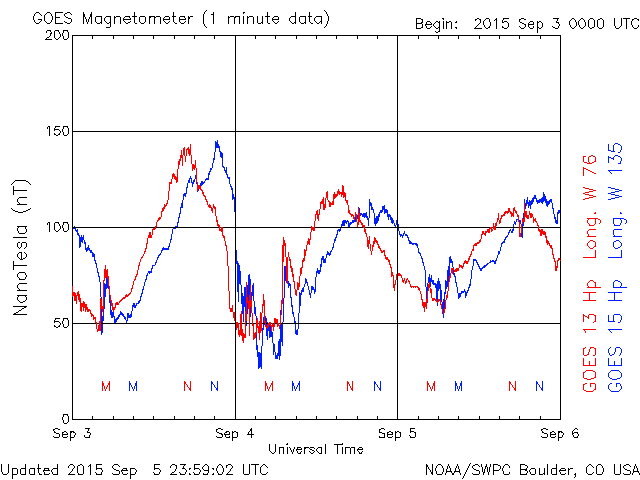 GOES Magnetometer (1 minute data)
Begin: 2015 Sep 3 0000 UTC
200
150
100
50
0
NanoTesla (nT)
M M N N M M N N M M N N
Sep 3 Sep 4 Sep 5 Sep 6
Universal Time
GOES 13 Hp Long. W 76
GOES 15 Hp Long. W 135
Updated 2015 Sep 5 23:59:02 UTC
NOAA/SWPC Boulder, CO USA